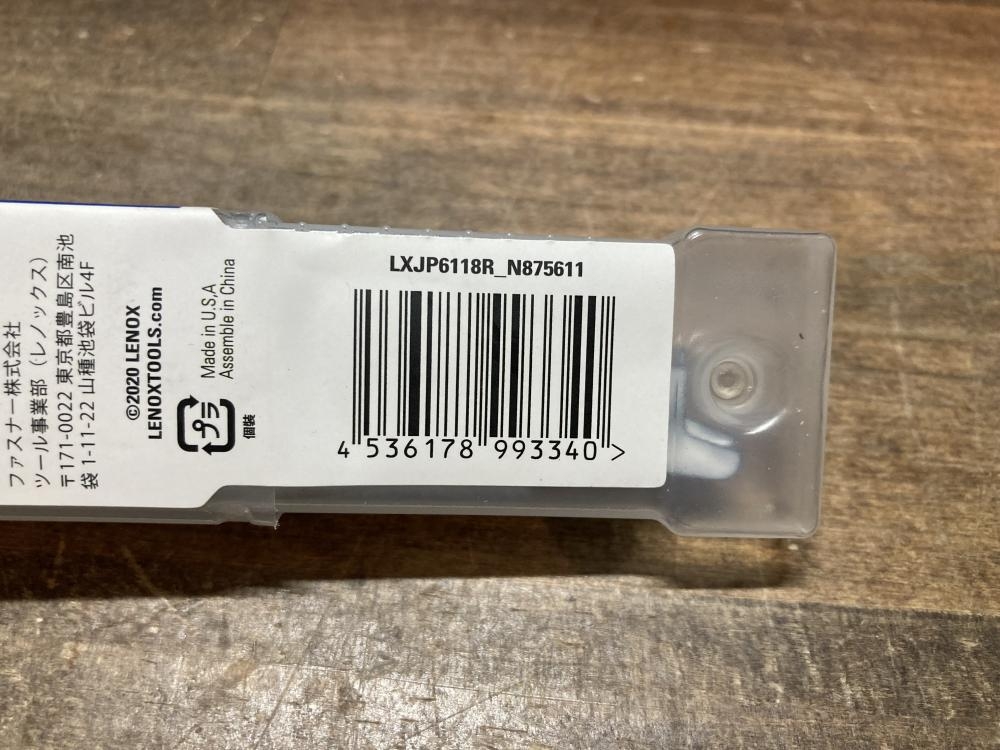 ファスナー株式会社
ツール事業部（レノックス）
〒171-0022 東京都豊島区南池
袋 1-11-22 山種池袋ビル4F
©2020 LENOX
LENOXTOOLS.com
Made in U.S,A
Assemble in China
プラ
個装
LXJP6118R_N875611
4 536178 993340 >